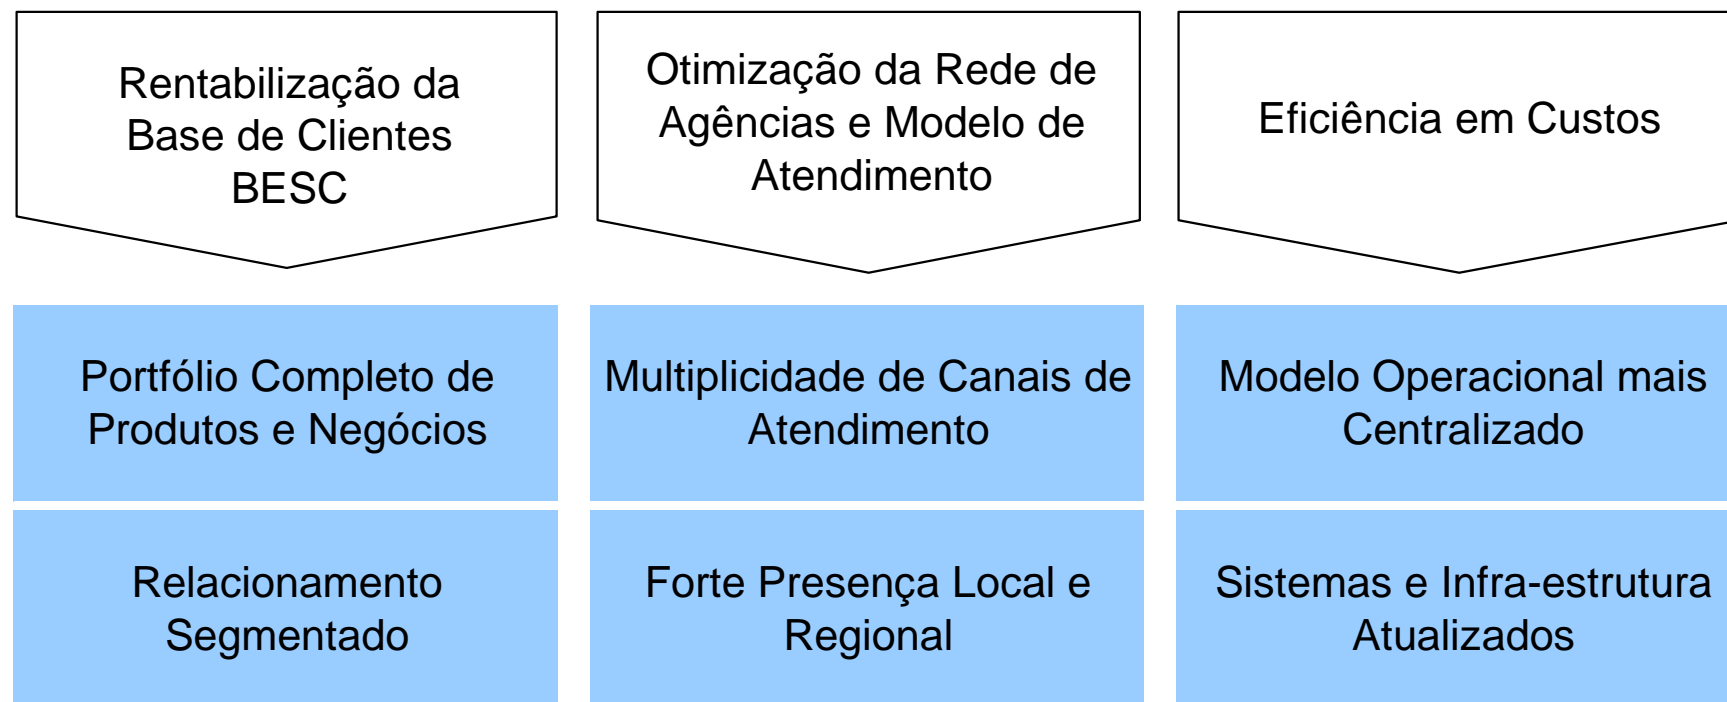 Rentabilização da
Base de Clientes
BESC
Otimização da Rede de
Agências e Modelo de
Atendimento
Eficiência em Custos
Portfólio Completo de
Produtos e Negócios
Multiplicidade de Canais de
Atendimento
Modelo Operacional mais
Centralizado
Relacionamento
Segmentado
Forte Presença Local e
Regional
Sistemas e Infra-estrutura
Atualizados